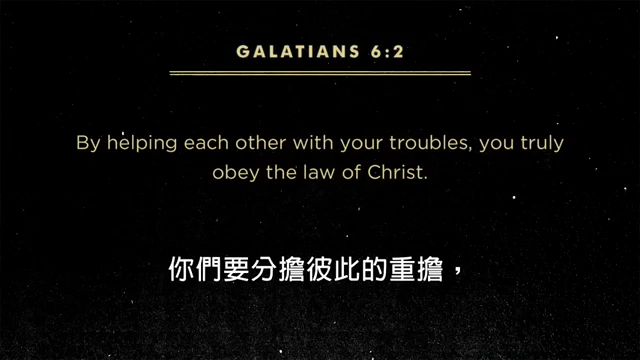 GALATIANS 6:2
By helping each other with your troubles, you truly
obey the law of Christ.
你們要分擔彼此的重擔，